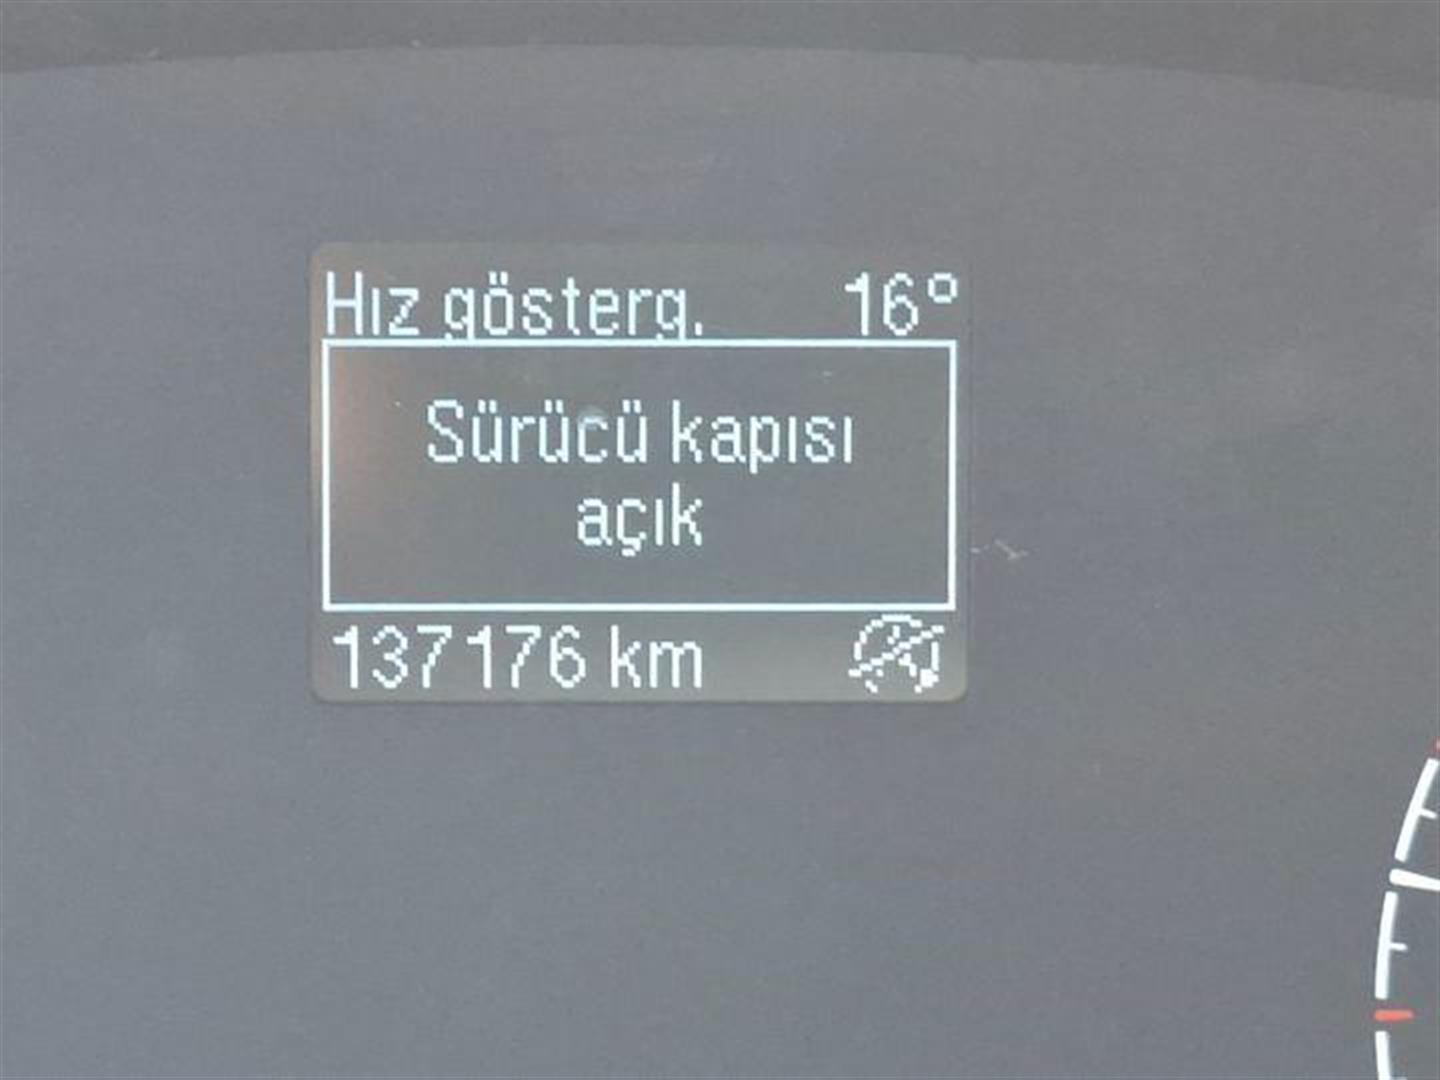 Hız gösterg. 16°
Sürücü kapısı
açık
137176 km